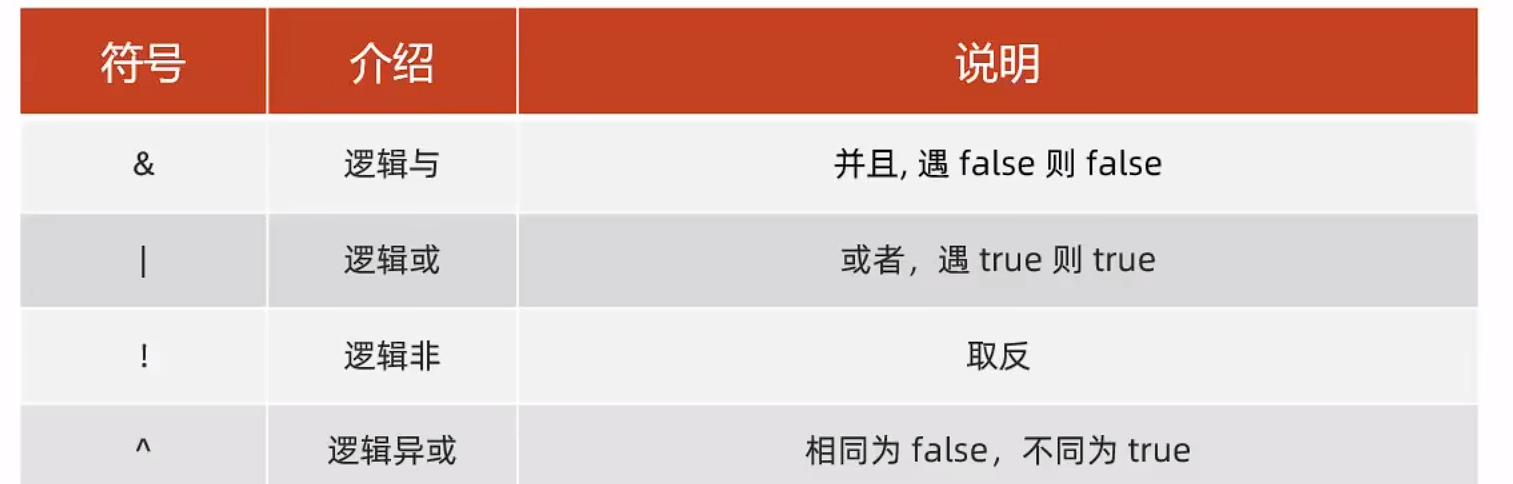 符号 介绍 说明
& 逻辑与 并且, 遇 false 则 false
| 逻辑或 或者，遇 true 则 true
! 逻辑非 取反
^ 逻辑异或 相同为 false，不同为 true